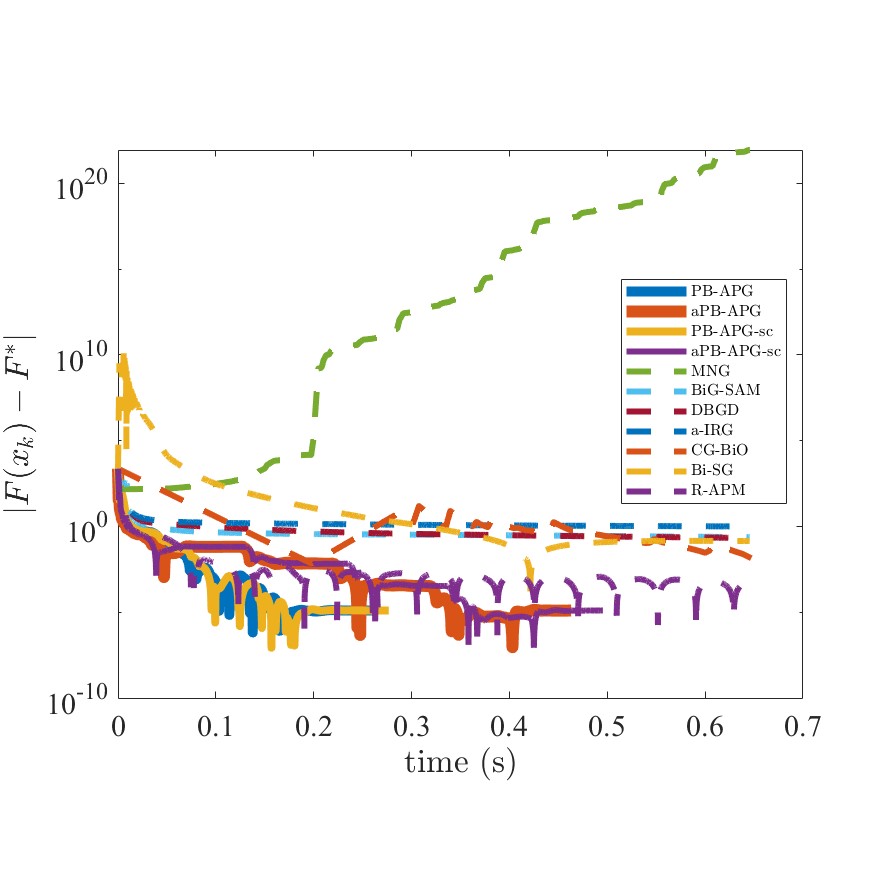 10^20
10^10
10^0
10^-10
|F(x_k) − F*|
0 0.1 0.2 0.3 0.4 0.5 0.6 0.7
time (s)
PB-APG
aPB-APG
PB-APG-sc
aPB-APG-sc
MNG
BiG-SAM
DBGD
a-IRG
CG-BiO
Bi-SG
R-APM